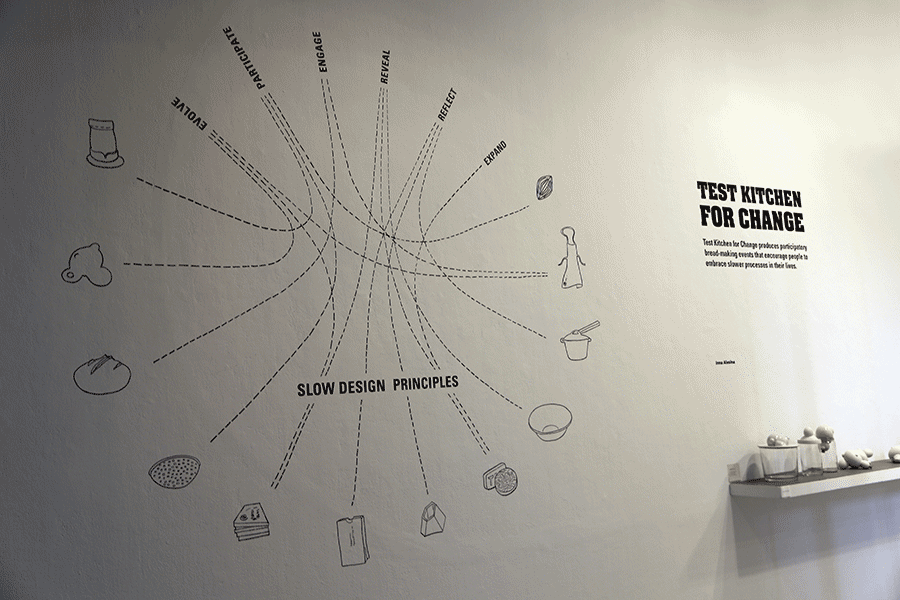 PARTICIPATE
ENGAGE
REVEAL
EVOLVE
REFLECT
EXPAND
SLOW DESIGN PRINCIPLES
TEST KITCHEN
FOR CHANGE
Test Kitchen for Change produces participatory
bread-making events that encourage people to
embrace slower processes in their lives.